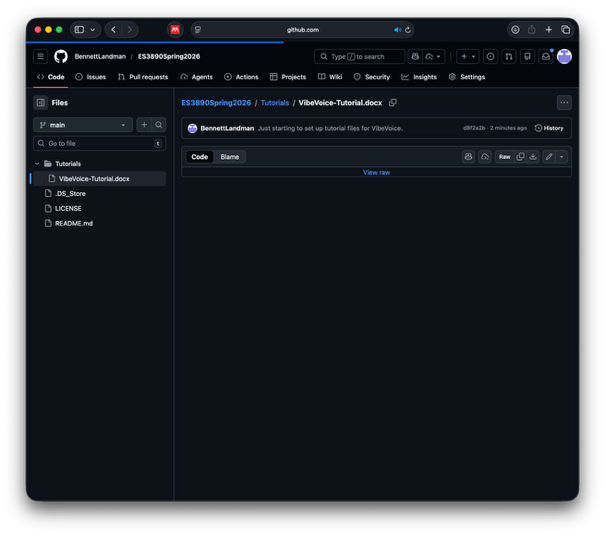 github.com
BennettLandman / ES3890Spring2026
Type / to search
Code Issues Pull requests Agents Actions Projects Wiki Security Insights Settings
Files
main
Go to file t
Tutorials
VibeVoice-Tutorial.docx
.DS_Store
LICENSE
README.md
ES3890Spring2026 / Tutorials / VibeVoice-Tutorial.docx
BennettLandman Just starting to set up tutorial files for VibeVoice. d8f2a2b · 2 minutes ago History
Code Blame Raw
View raw